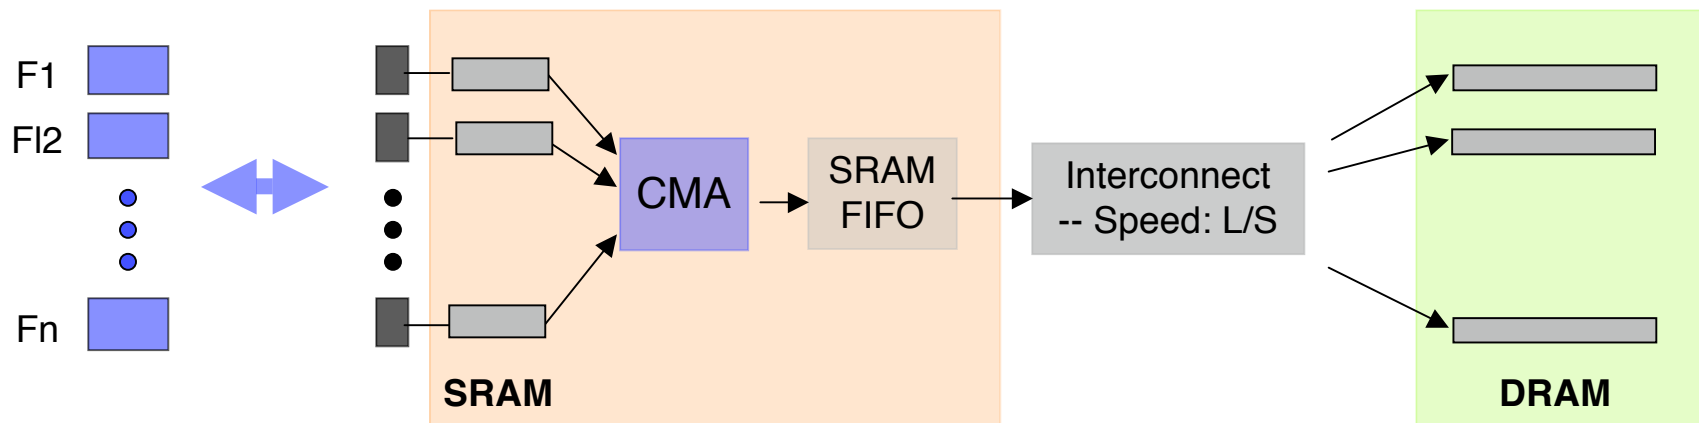 F1
Fl2
Fn
CMA
SRAM
FIFO
Interconnect
-- Speed: L/S
SRAM
DRAM